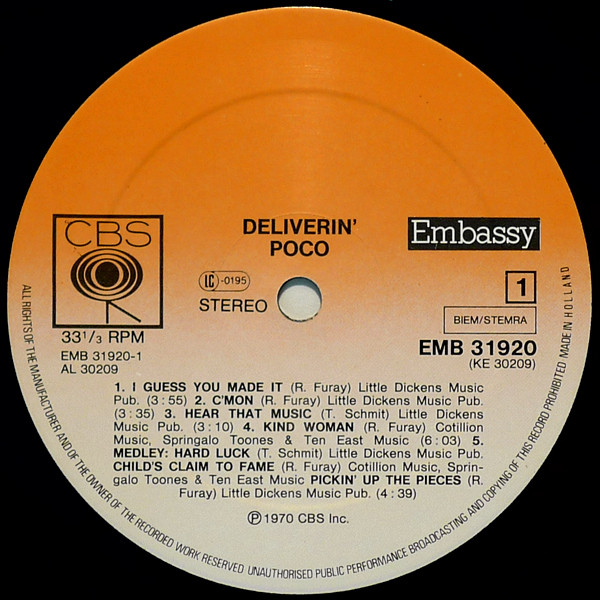 DELIVERIN'
POCO
CBS
Embassy
LC -0195
STEREO
1
BIEM/STEMRA
33 1/3 RPM
EMB 31920-1
AL 30209
EMB 31920
(KE 30209)
1. I GUESS YOU MADE IT (R. Furay) Little Dickens Music
Pub. (3:55) 2. C'MON (R. Furay) Little Dickens Music Pub.
(3:35) 3. HEAR THAT MUSIC (T. Schmit) Little Dickens
Music Pub. (3:10) 4. KIND WOMAN (R. Furay) Cotillion
Music, Springalo Toones & Ten East Music (6:03) 5.
MEDLEY: HARD LUCK (T. Schmit) Little Dickens Music Pub.
CHILD'S CLAIM TO FAME (R. Furay) Cotillion Music, Sprin-
galo Toones & Ten East Music PICKIN' UP THE PIECES (R.
Furay) Little Dickens Music Pub. (4:39)
℗ 1970 CBS Inc.
ALL RIGHTS OF THE MANUFACTURER AND OF THE OWNER OF THE RECORDED WORK RESERVED UNAUTHORISED PUBLIC PERFORMANCE BROADCASTING AND COPYING OF THIS RECORD PROHIBITED MADE IN HOLLAND